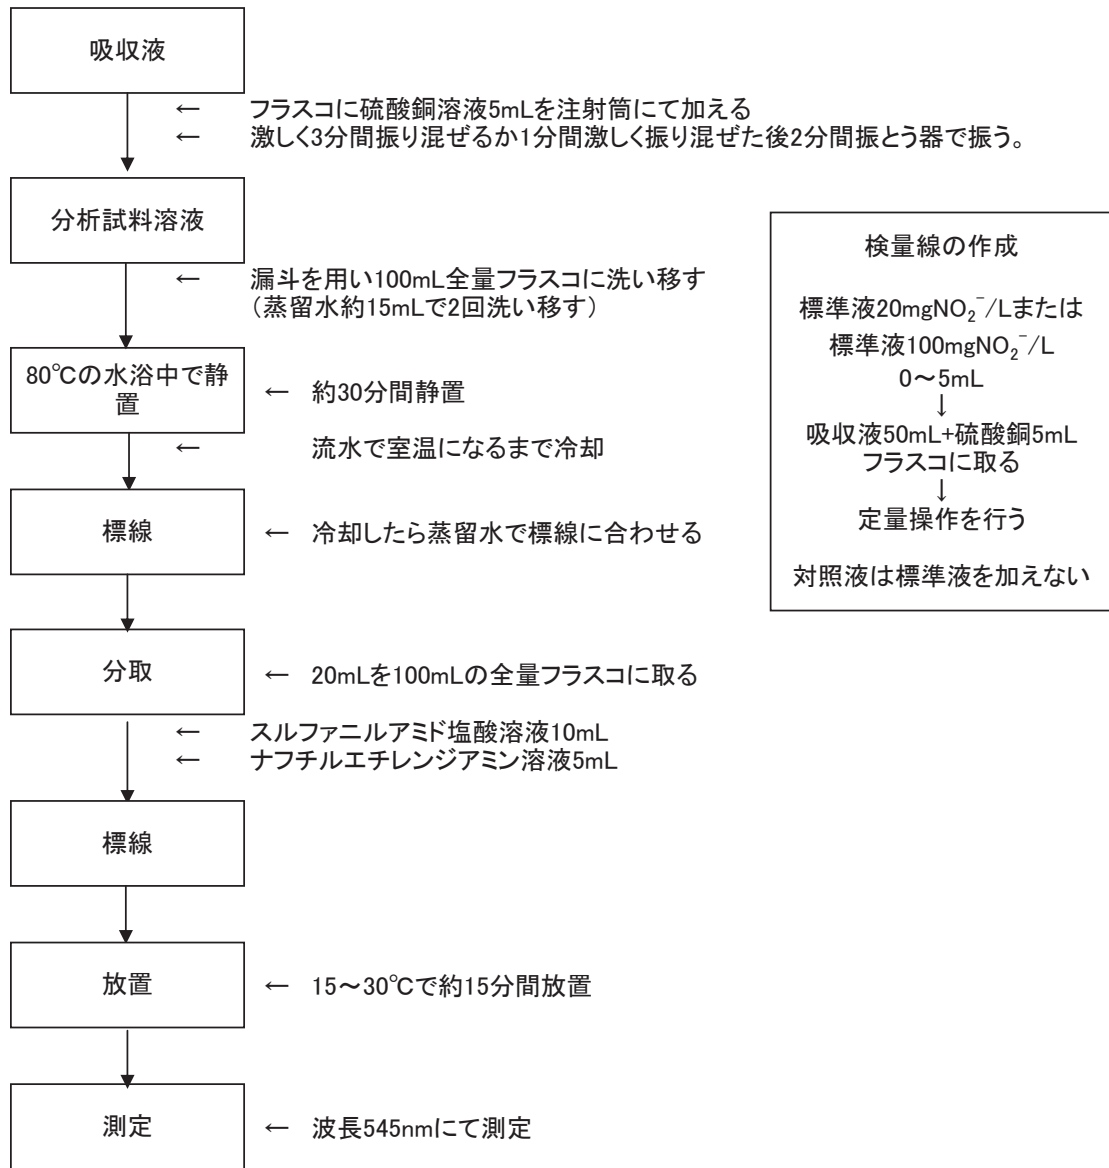 吸収液
← フラスコに硫酸銅溶液5mLを注射筒にて加える
← 激しく3分間振り混ぜるか1分間激しく振り混ぜた後2分間振とう器で振う。
分析試料溶液
← 漏斗を用い100mL全量フラスコに洗い移す
（蒸留水約15mLで2回洗い移す）
80℃の水浴中で静
置
← 約30分間静置
← 流水で室温になるまで冷却
標線
← 冷却したら蒸留水で標線に合わせる
分取
← 20mLを100mLの全量フラスコに取る
← スルファニルアミド塩酸溶液10mL
← ナフチルエチレンジアミン溶液5mL
標線
放置
← 15～30℃で約15分間放置
測定
← 波長545nmにて測定
検量線の作成
標準液20mgNO₂⁻/Lまたは
標準液100mgNO₂⁻/L
0～5mL
↓
吸収液50mL+硫酸銅5mL
フラスコに取る
↓
定量操作を行う
対照液は標準液を加えない